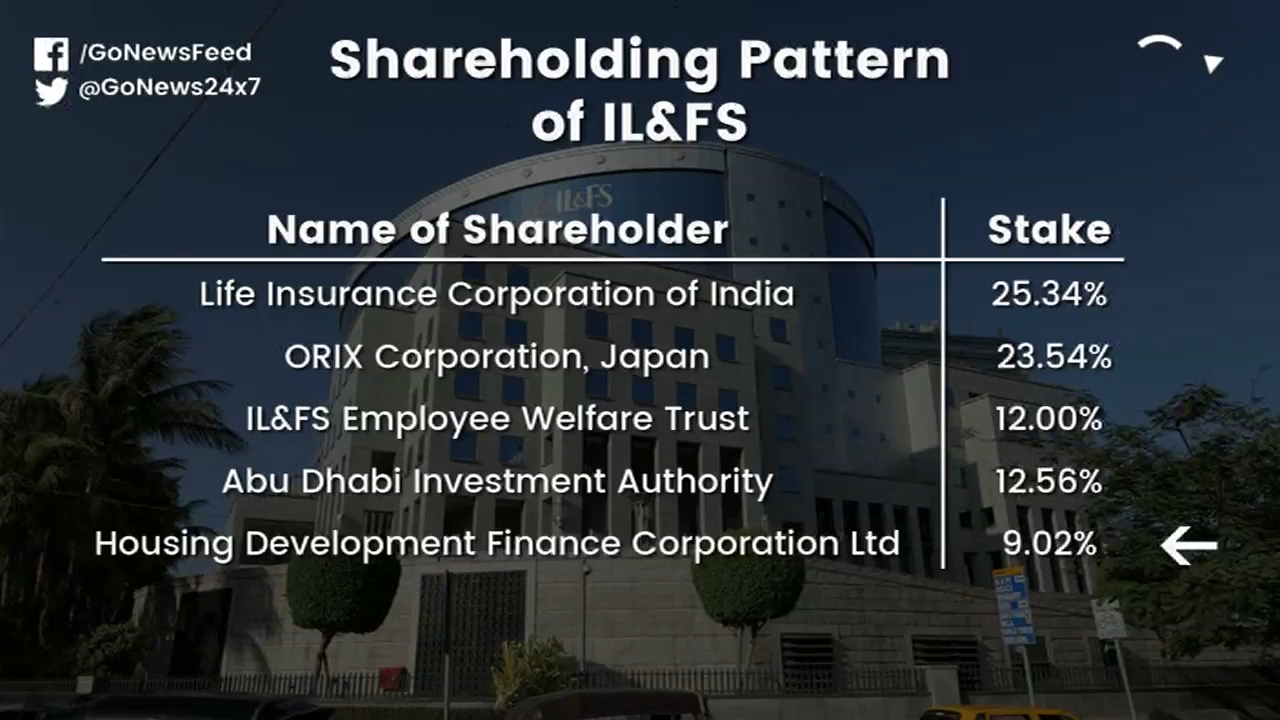 /GoNewsFeed
@GoNews24x7
Shareholding Pattern
of IL&FS
IL&FS
Name of Shareholder Stake
Life Insurance Corporation of India 25.34%
ORIX Corporation, Japan 23.54%
IL&FS Employee Welfare Trust 12.00%
Abu Dhabi Investment Authority 12.56%
Housing Development Finance Corporation Ltd 9.02%